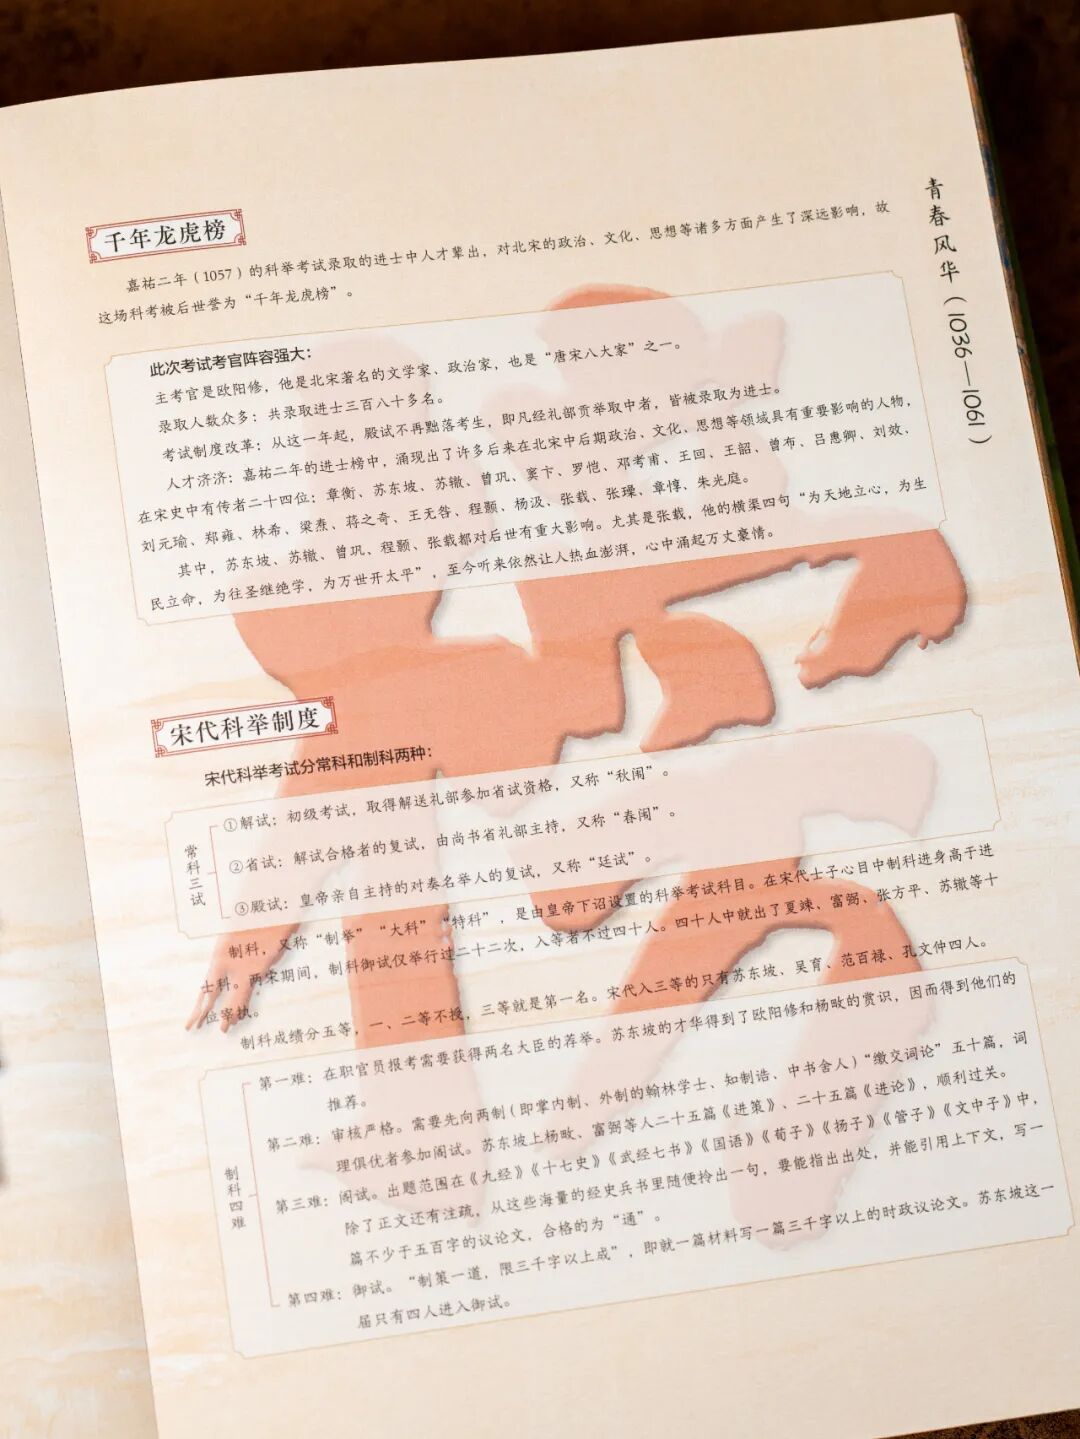 青春风华（1036—1061）
千年龙虎榜
嘉祐二年（1057）的科举考试录取的进士中人才辈出，对北宋的政治、文化、思想等诸多方面产生了深远影响，故
这场科考被后世誉为“千年龙虎榜”。
此次考试考官阵容强大：
主考官是欧阳修，他是北宋著名的文学家、政治家，也是“唐宋八大家”之一。
录取人数众多：共录取进士三百八十多名。
考试制度改革：从这一年起，殿试不再黜落考生，即凡经礼部贡举取中者，皆被录取为进士。
人才济济：嘉祐二年的进士榜中，涌现出了许多后来在北宋中后期政治、文化、思想等领域具有重要影响的人物，
在宋史中有传者二十四位：章衡、苏东坡、苏辙、曾巩、窦卞、罗恺、邓考甫、王回、王韶、曾布、吕惠卿、刘效、
刘元瑜、郑雍、林希、梁焘、蒋之奇、王无咎、程颢、杨汲、张载、张璪、章惇、朱光庭。
其中，苏东坡、苏辙、曾巩、程颢、张载都对后世有重大影响。尤其是张载，他的横渠四句“为天地立心，为生
民立命，为往圣继绝学，为万世开太平”，至今听来依然让人热血澎湃，心中涌起万丈豪情。
宋代科举制度
宋代科举考试分常科和制科两种：
常科三试
①解试：初级考试，取得解送礼部参加省试资格，又称“秋闱”。
②省试：解试合格者的复试，由尚书省礼部主持，又称“春闱”。
③殿试：皇帝亲自主持的对奏名举人的复试，又称“廷试”。
制科，又称“制举”“大科”“特科”，是由皇帝下诏设置的科举考试科目。在宋代士子心目中制科进身高于进
士科。两宋期间，制科御试仅举行过二十二次，入等者不过四十人。四十人中就出了夏竦、富弼、张方平、苏辙等十
位宰执。
制科成绩分五等，一、二等不授，三等就是第一名。宋代入三等的只有苏东坡、吴育、范百禄、孔文仲四人。
制科四难
第一难：在职官员报考需要获得两名大臣的荐举。苏东坡的才华得到了欧阳修和杨畋的赏识，因而得到他们的
推荐。
第二难：审核严格。需要先向两制（即掌内制、外制的翰林学士、知制诰、中书舍人）“缴交词论”五十篇，词
理俱优者参加阁试。苏东坡上杨畋、富弼等人二十五篇《进策》、二十五篇《进论》，顺利过关。
第三难：阁试。出题范围在《九经》《十七史》《武经七书》《国语》《荀子》《扬子》《管子》《文中子》中，
除了正文还有注疏，从这些海量的经史兵书里随便拎出一句，要能指出出处，并能引用上下文，写一
篇不少于五百字的议论文，合格的为“通”。
第四难：御试。“制策一道，限三千字以上成”，即就一篇材料写一篇三千字以上的时政议论文。苏东坡这一
届只有四人进入御试。